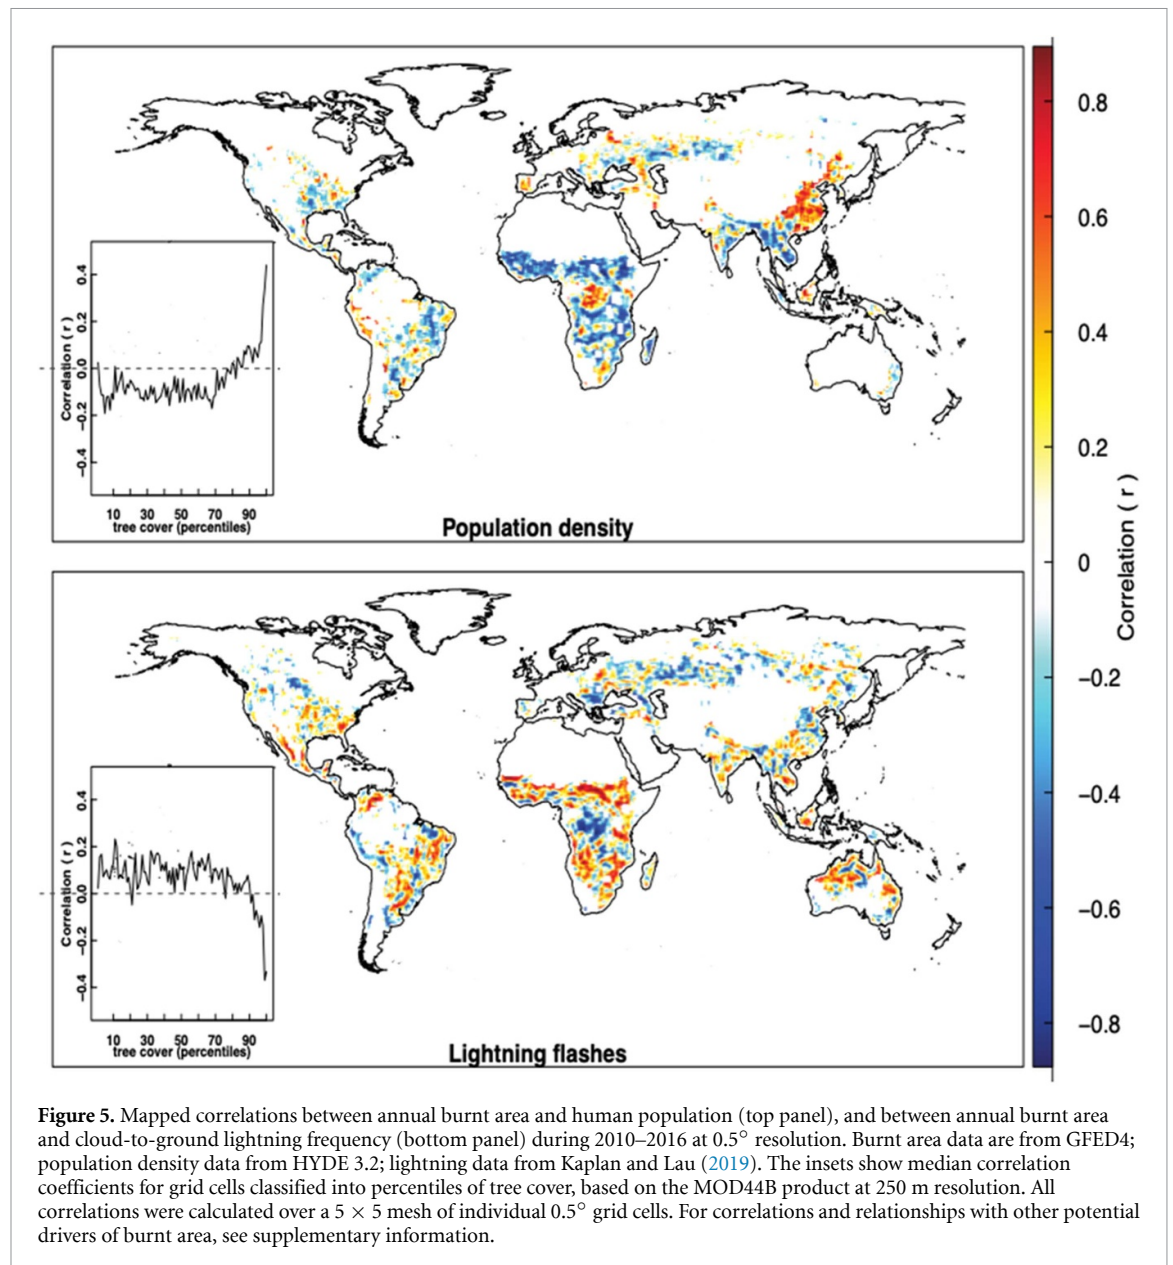 0.4
0.2
0.0
−0.2
−0.4
Correlation ( r )
10 30 50 70 90
tree cover (percentiles)
Population density
0.4
0.2
0.0
−0.2
−0.4
Correlation ( r )
10 30 50 70 90
tree cover (percentiles)
Lightning flashes
0.8
0.6
0.4
0.2
0
−0.2
−0.4
−0.6
−0.8
Correlation ( r )
Figure 5. Mapped correlations between annual burnt area and human population (top panel), and between annual burnt area
and cloud-to-ground lightning frequency (bottom panel) during 2010–2016 at 0.5° resolution. Burnt area data are from GFED4;
population density data from HYDE 3.2; lightning data from Kaplan and Lau (2019). The insets show median correlation
coefficients for grid cells classified into percentiles of tree cover, based on the MOD44B product at 250 m resolution. All
correlations were calculated over a 5 × 5 mesh of individual 0.5° grid cells. For correlations and relationships with other potential
drivers of burnt area, see supplementary information.